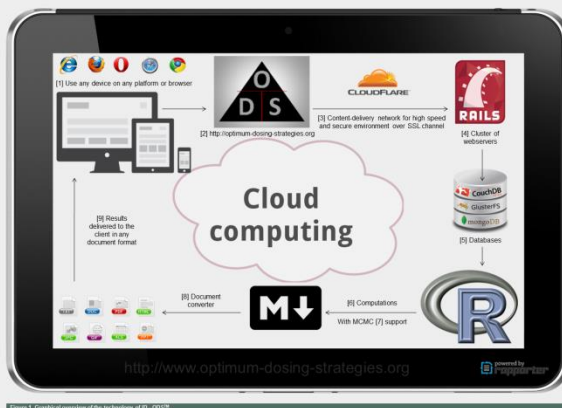 [1] Use any device on any platform or browser
ODS
[2] http://optimum-dosing-strategies.org
CLOUDFLARE
[3] Content-delivery network for high speed
and secure environment over SSL channel
RAILS
[4] Cluster of
webservers
CouchDB
GlusterFS
mongoDB
[5] Databases
Cloud
computing
[9] Results
delivered to the
client in any
document format
[8] Document
converter
M
[6] Computations
With MCMC [7] support
R
http://www.optimum-dosing-strategies.org
powered by
rapporter